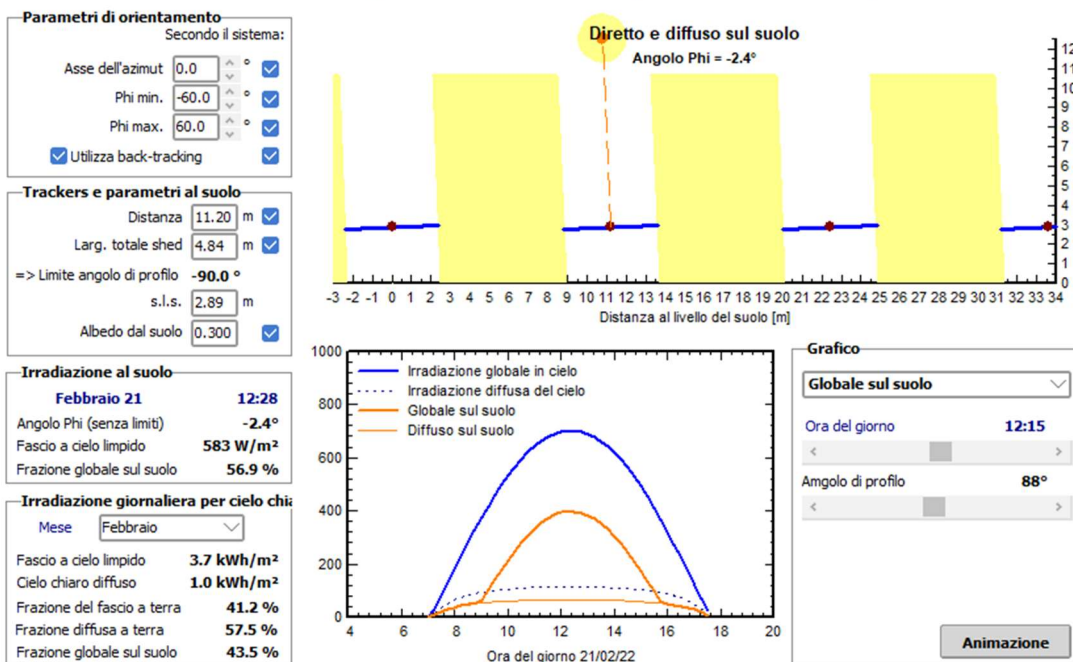 Parametri di orientamento
Secondo il sistema:
Asse dell'azimut 0.0 °
Phi min. -60.0 °
Phi max. 60.0 °
Utilizza back-tracking
Trackers e parametri al suolo
Distanza 11.20 m
Larg. totale shed 4.84 m
=> Limite angolo di profilo -90.0 °
s.l.s. 2.89 m
Albedo dal suolo 0.300
Irradiazione al suolo
Febbraio 21 12:28
Angolo Phi (senza limiti) -2.4°
Fascio a cielo limpido 583 W/m²
Frazione globale sul suolo 56.9 %
Irradiazione giornaliera per cielo chia
Mese Febbraio
Fascio a cielo limpido 3.7 kWh/m²
Cielo chiaro diffuso 1.0 kWh/m²
Frazione del fascio a terra 41.2 %
Frazione diffusa a terra 57.5 %
Frazione globale sul suolo 43.5 %
Diretto e diffuso sul suolo
Angolo Phi = -2.4°
12
11
10
9
8
7
6
5
4
3
2
1
0
-3 -2 -1 0 1 2 3 4 5 6 7 8 9 10 11 12 13 14 15 16 17 18 19 20 21 22 23 24 25 26 27 28 29 30 31 32 33 34
Distanza al livello del suolo [m]
1000
800
600
400
200
0
Irradiazione globale in cielo
Irradiazione diffusa del cielo
Globale sul suolo
Diffuso sul suolo
4 6 8 10 12 14 16 18 20
Ora del giorno 21/02/22
Grafico
Globale sul suolo
Ora del giorno 12:15
Amgolo di profilo 88°
Animazione